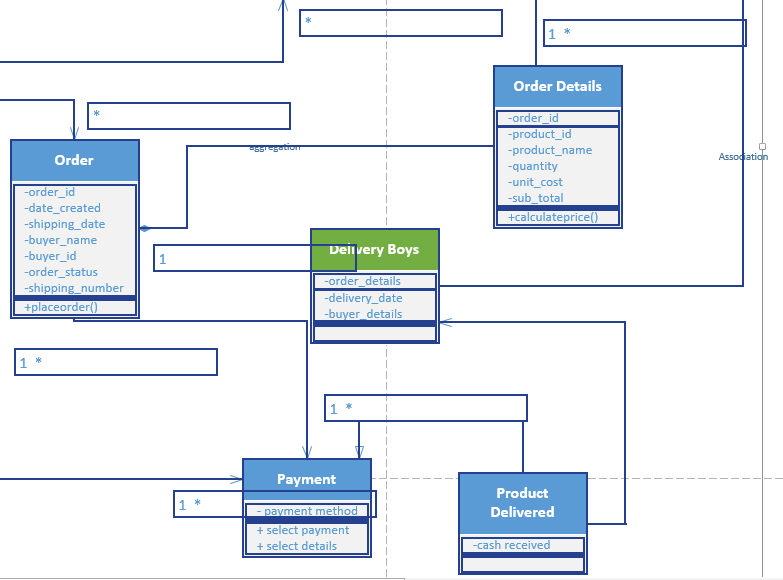 *
1 *
Order Details
-order_id
-product_id
-product_name
-quantity
-unit_cost
-sub_total
+calculateprice()
*
aggregation
Association
Order
-order_id
-date_created
-shipping_date
-buyer_name
-buyer_id
-order_status
-shipping_number
+placeorder()
1
Delivery Boys
-order_details
-delivery_date
-buyer_details
1 *
1 *
Payment
1 *
- payment method
+ select payment
+ select details
Product
Delivered
-cash received